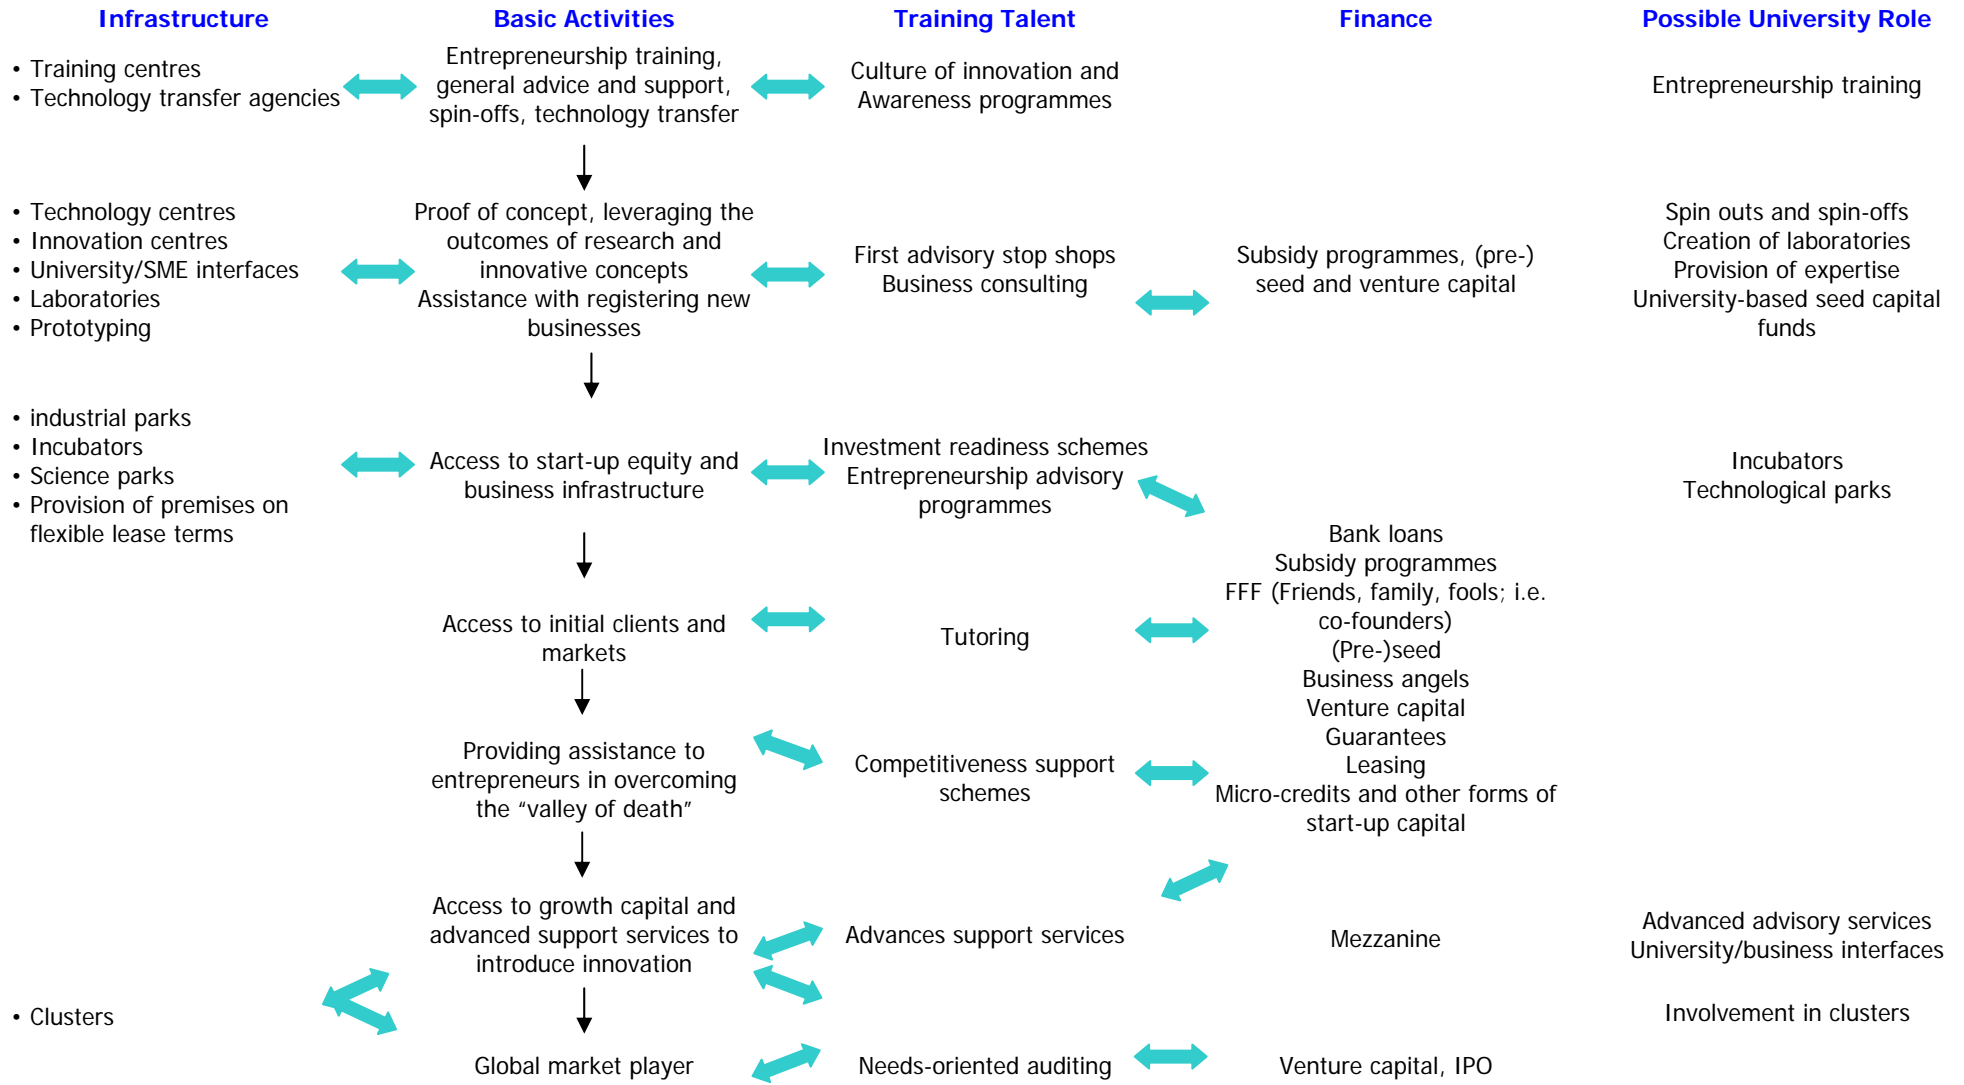 Infrastructure
Basic Activities
Training Talent
Finance
Possible University Role
• Training centres
• Technology transfer agencies
Entrepreneurship training,
general advice and support,
spin-offs, technology transfer
Culture of innovation and
Awareness programmes
Entrepreneurship training
• Technology centres
• Innovation centres
• University/SME interfaces
• Laboratories
• Prototyping
Proof of concept, leveraging the
outcomes of research and
innovative concepts
Assistance with registering new
businesses
First advisory stop shops
Business consulting
Subsidy programmes, (pre-)
seed and venture capital
Spin outs and spin-offs
Creation of laboratories
Provision of expertise
University-based seed capital
funds
• industrial parks
• Incubators
• Science parks
• Provision of premises on
flexible lease terms
Access to start-up equity and
business infrastructure
Investment readiness schemes
Entrepreneurship advisory
programmes
Incubators
Technological parks
Bank loans
Subsidy programmes
FFF (Friends, family, fools; i.e.
co-founders)
(Pre-)seed
Business angels
Venture capital
Guarantees
Leasing
Micro-credits and other forms of
start-up capital
Access to initial clients and
markets
Tutoring
Providing assistance to
entrepreneurs in overcoming
the “valley of death”
Competitiveness support
schemes
Access to growth capital and
advanced support services to
introduce innovation
Advances support services
Mezzanine
Advanced advisory services
University/business interfaces
• Clusters
Involvement in clusters
Global market player
Needs-oriented auditing
Venture capital, IPO